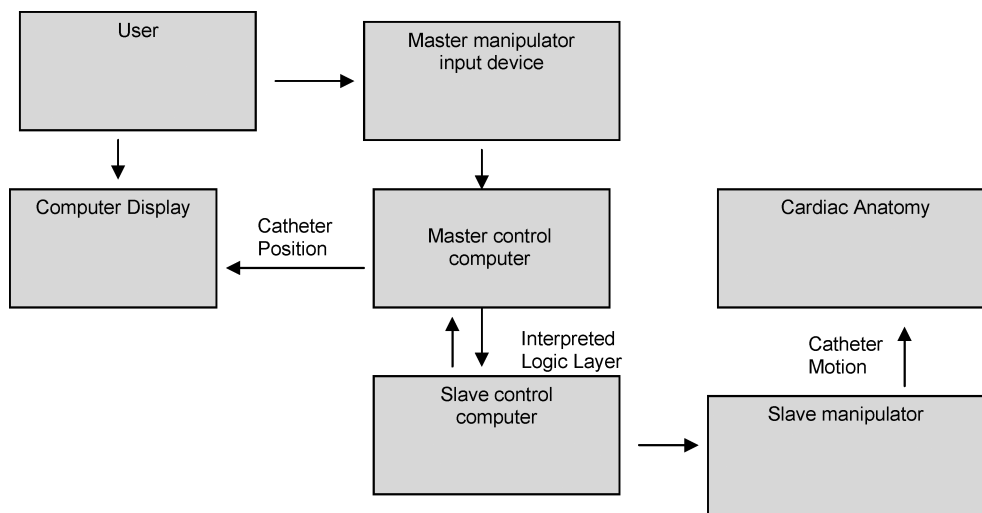 User
Master manipulator
input device
Computer Display
Catheter
Position
Master control
computer
Cardiac Anatomy
Interpreted
Logic Layer
Catheter
Motion
Slave control
computer
Slave manipulator